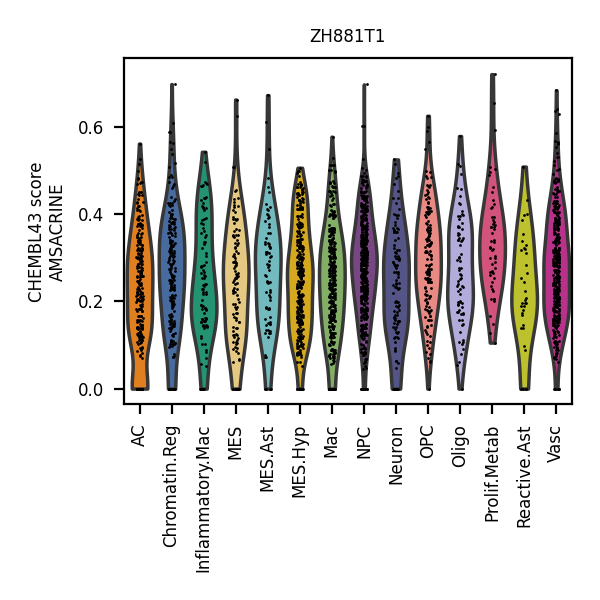 ZH881T1
CHEMBL43 score
AMSACRINE
0.6
0.4
0.2
0.0
AC
Chromatin.Reg
Inflammatory.Mac
MES
MES.Ast
MES.Hyp
Mac
NPC
Neuron
OPC
Oligo
Prolif.Metab
Reactive.Ast
Vasc